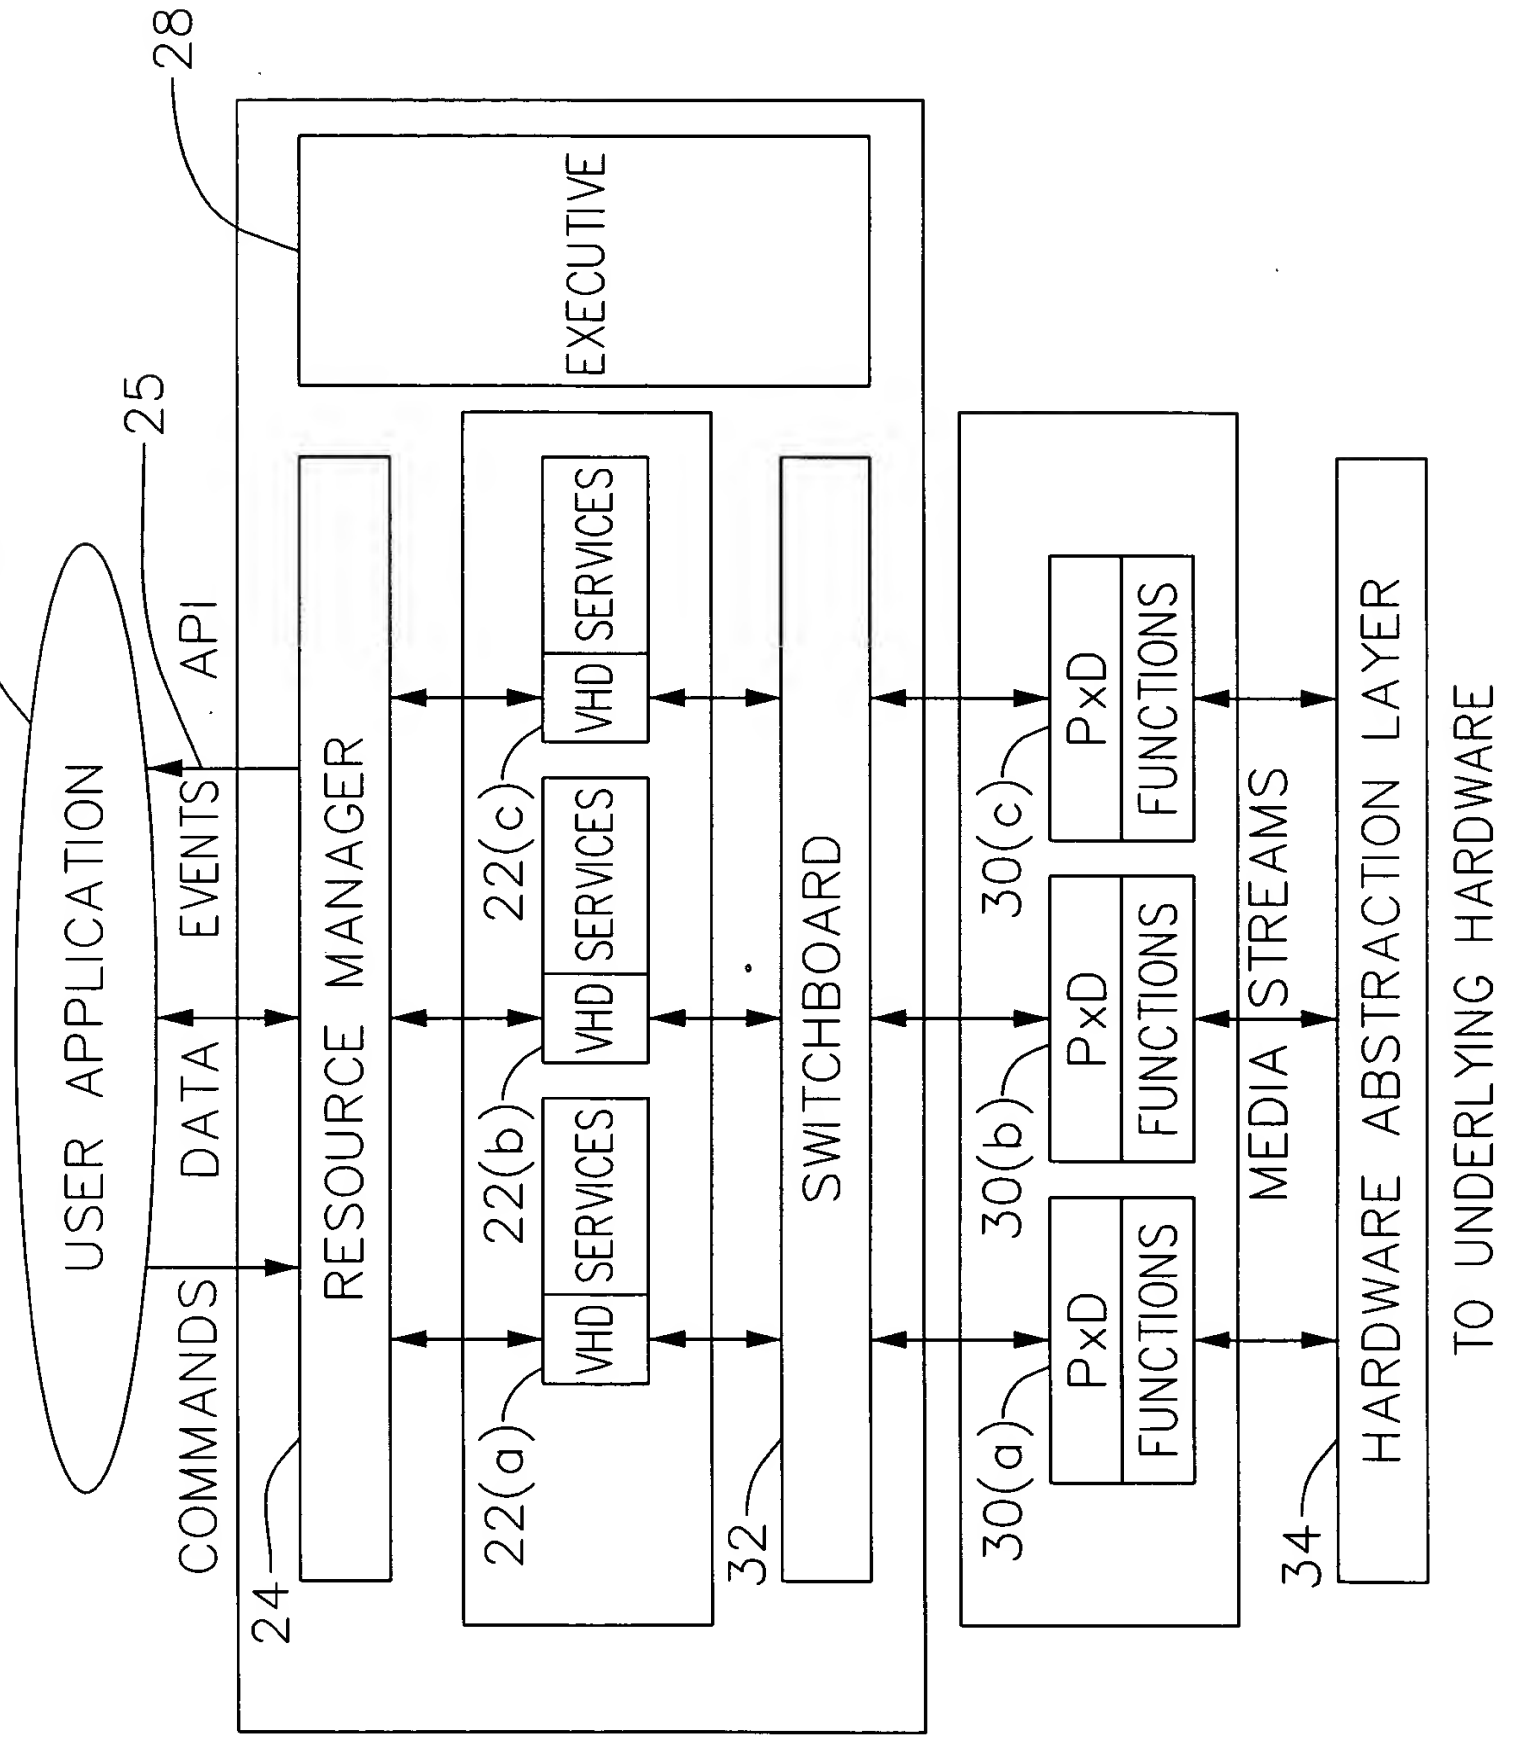 USER APPLICATION
COMMANDS
DATA
EVENTS
API
25
28
24
RESOURCE MANAGER
22(a)
VHD SERVICES
22(b)
VHD SERVICES
22(c)
VHD SERVICES
EXECUTIVE
32
SWITCHBOARD
30(a)
PxD
FUNCTIONS
30(b)
PxD
FUNCTIONS
30(c)
PxD
FUNCTIONS
MEDIA STREAMS
34
HARDWARE ABSTRACTION LAYER
TO UNDERLYING HARDWARE